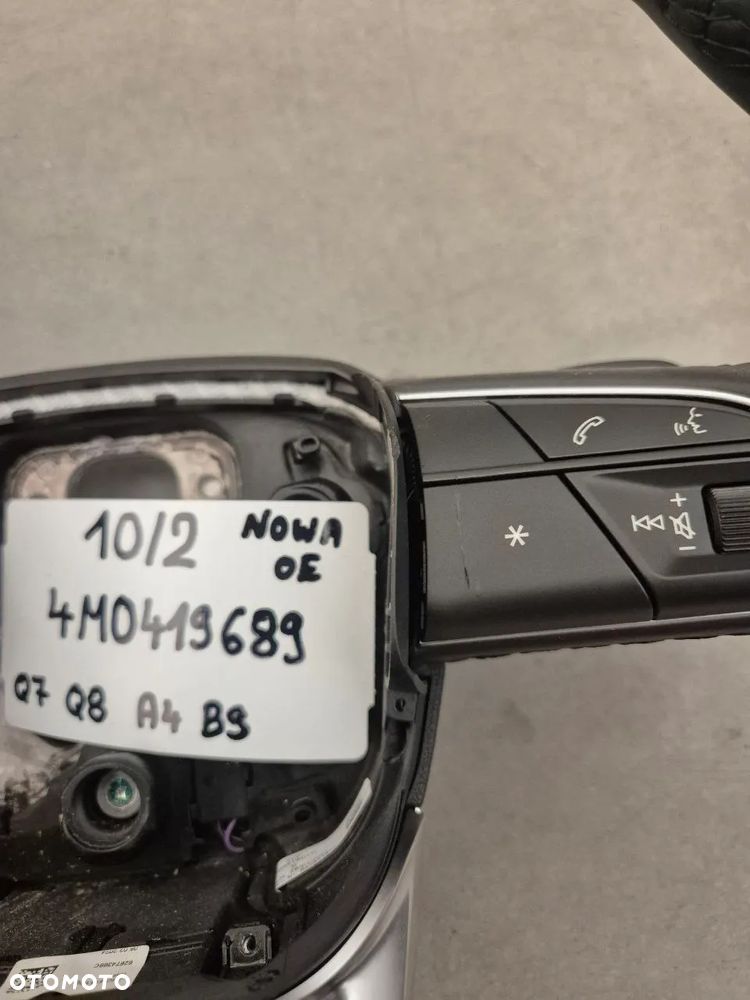 10/2 NOWA
OE
4M0419689
Q7 Q8 A4 B9
OTOMOTO